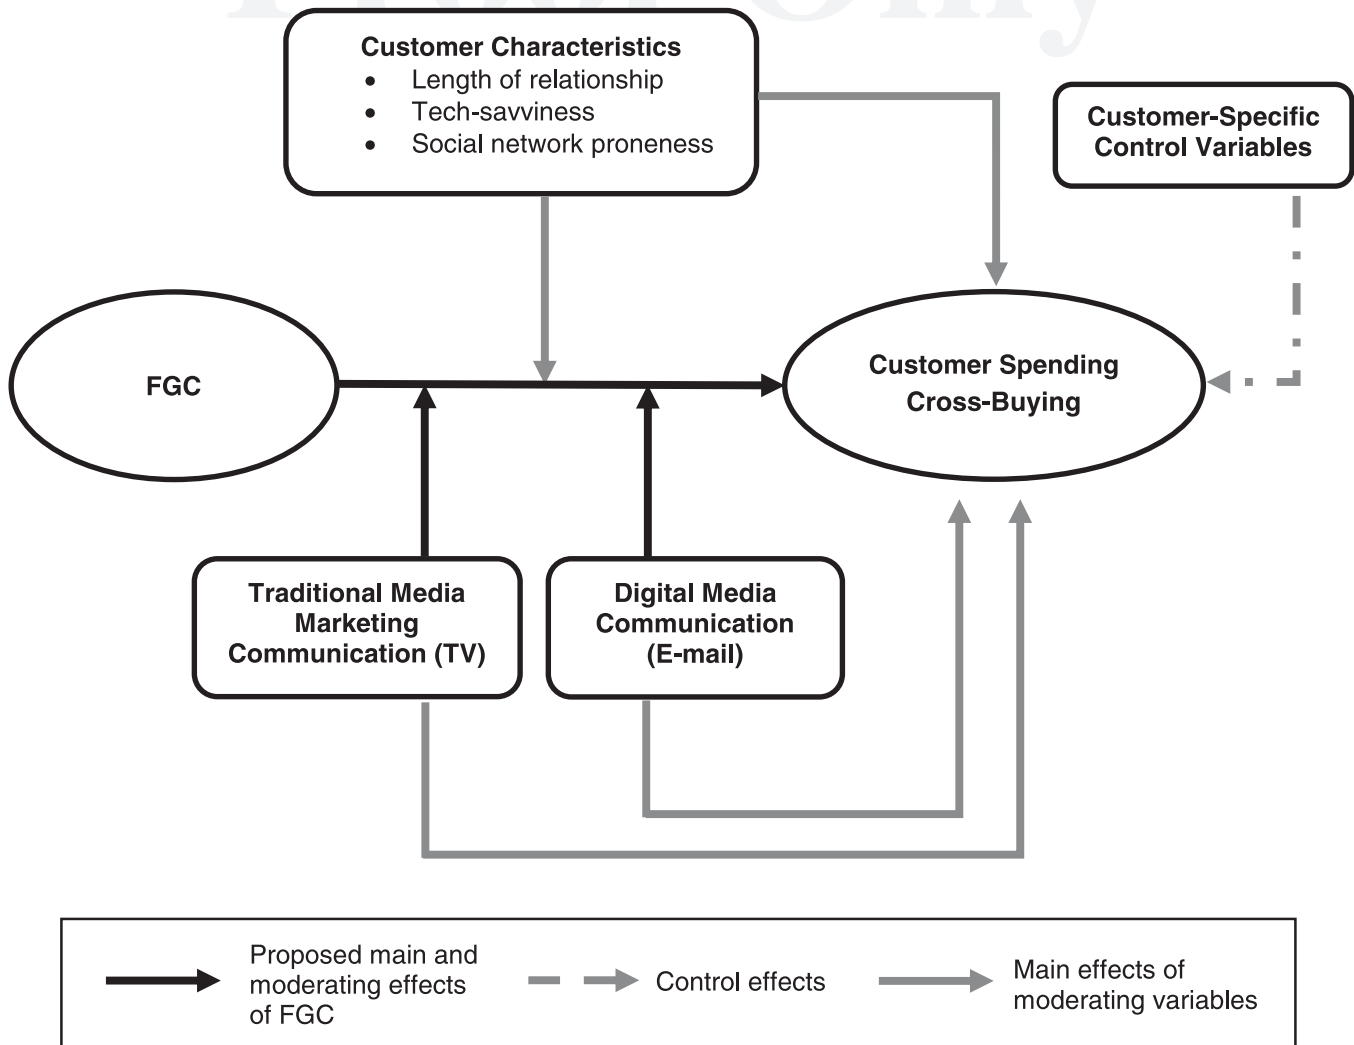 Proof Only
Customer Characteristics
• Length of relationship
• Tech-savviness
• Social network proneness
Customer-Specific
Control Variables
FGC
Customer Spending
Cross-Buying
Traditional Media
Marketing
Communication (TV)
Digital Media
Communication
(E-mail)
Proposed main and
moderating effects
of FGC
Control effects
Main effects of
moderating variables